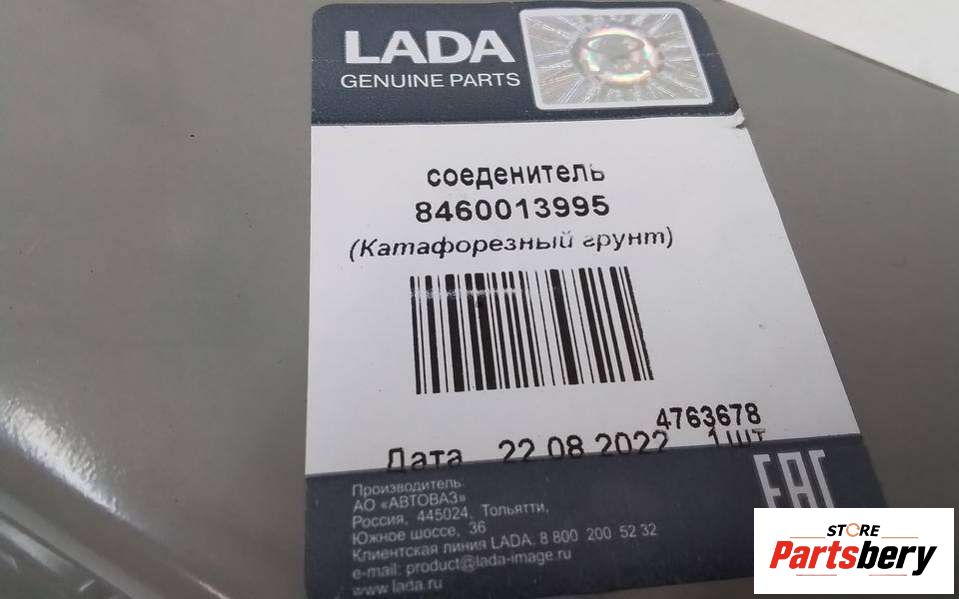 LADA
GENUINE PARTS
соеденитель
8460013995
(Катафорезный грунт)
4763678
Дата 22.08.2022 1шт
Производитель
АО «АВТОВАЗ»
Россия, 445024, Тольятти,
Южное шоссе, 36
Клиентская линия LADA: 8 800 200 52 32
e-mail: product@lada-image.ru
www.lada.ru
EAC
STORE
Partsbery